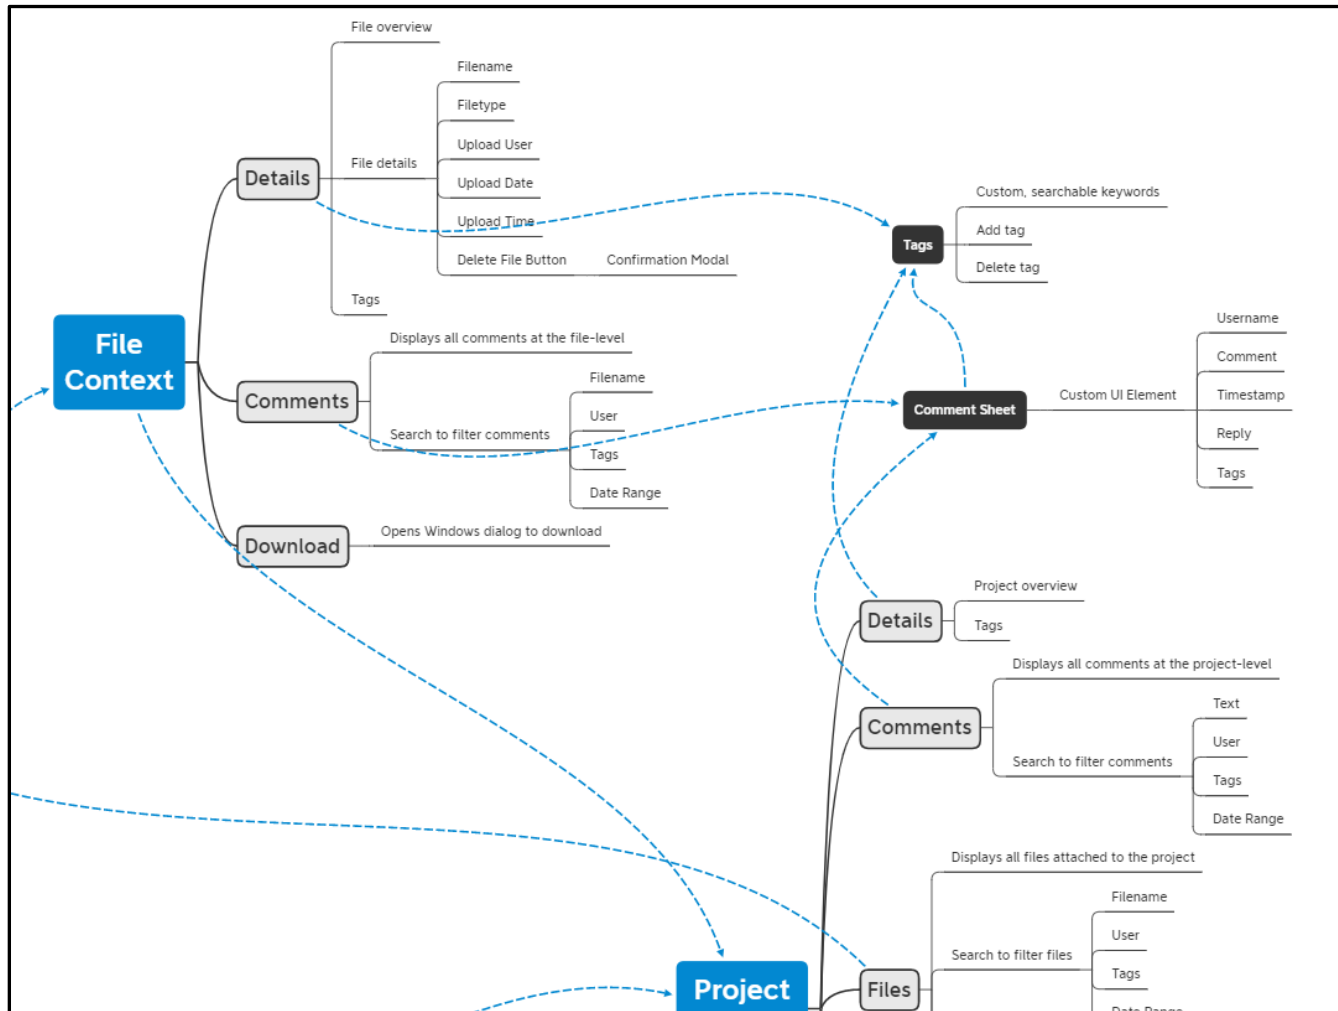 File overview
Filename
Filetype
Upload User
Details
File details
Upload Date
Upload Time
Delete File Button
Confirmation Modal
Tags
Custom, searchable keywords
Tags
Add tag
Delete tag
File
Context
Displays all comments at the file-level
Comments
Filename
User
Search to filter comments
Tags
Date Range
Download
Opens Windows dialog to download
Comment Sheet
Custom UI Element
Username
Comment
Timestamp
Reply
Tags
Details
Project overview
Tags
Displays all comments at the project-level
Comments
Text
User
Search to filter comments
Tags
Date Range
Displays all files attached to the project
Filename
User
Search to filter files
Tags
Date Range
Project
Files